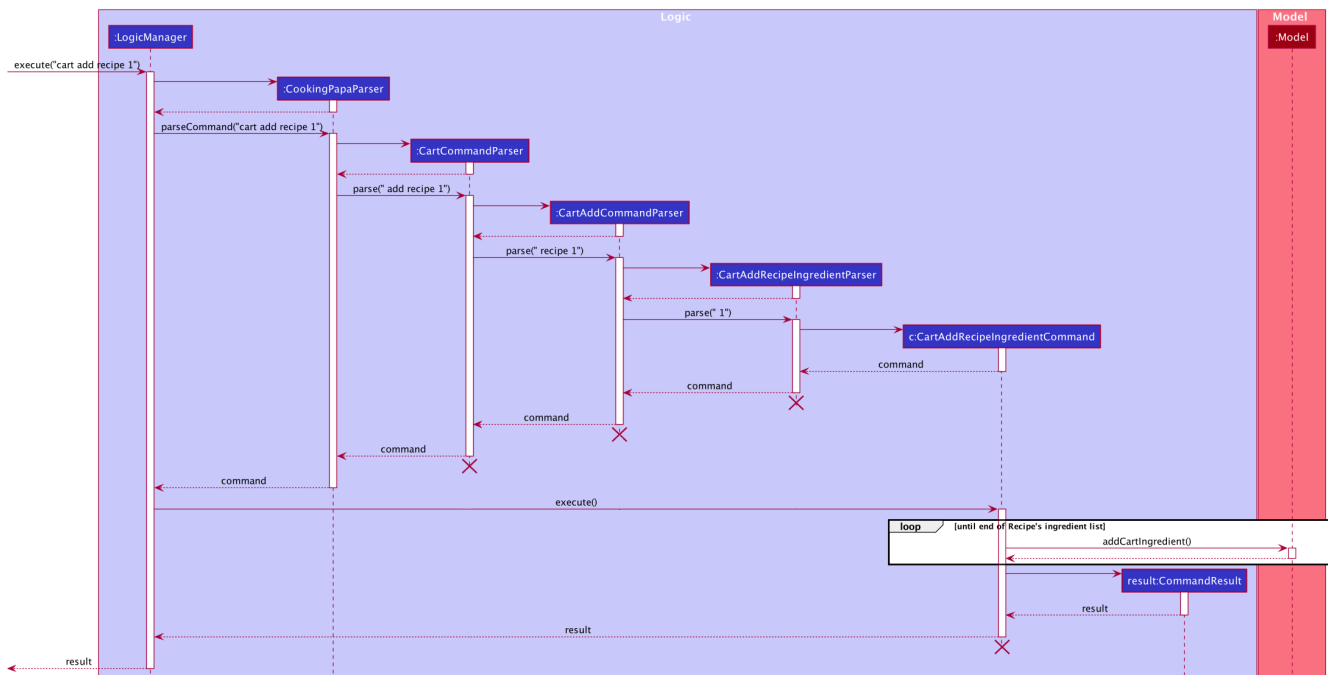 Logic
Model
:LogicManager
:Model
execute("cart add recipe 1")
:CookingPapaParser
parseCommand("cart add recipe 1")
:CartCommandParser
parse(" add recipe 1")
:CartAddCommandParser
parse(" recipe 1")
:CartAddRecipeIngredientParser
parse(" 1")
c:CartAddRecipeIngredientCommand
command
command
command
command
command
execute()
loop
[until end of Recipe's ingredient list]
addCartIngredient()
result:CommandResult
result
result
result